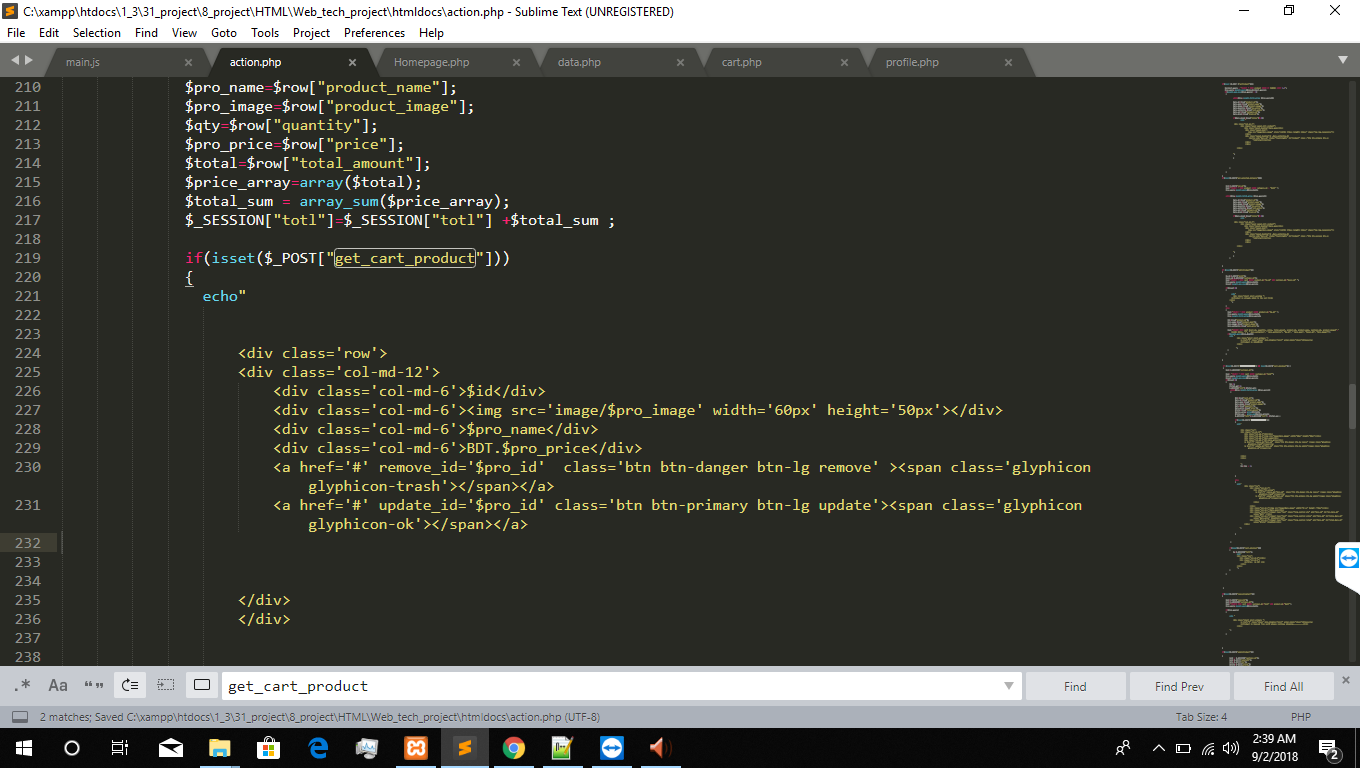 C:\xampp\htdocs\1_3\31_project\8_project\HTML\Web_tech_project\htmldocs\action.php - Sublime Text (UNREGISTERED)
File Edit Selection Find View Goto Tools Project Preferences Help
main.js action.php Homepage.php data.php cart.php profile.php
210 $pro_name=$row["product_name"];
211 $pro_image=$row["product_image"];
212 $qty=$row["quantity"];
213 $pro_price=$row["price"];
214 $total=$row["total_amount"];
215 $price_array=array($total);
216 $total_sum = array_sum($price_array);
217 $_SESSION["totl"]=$_SESSION["totl"] +$total_sum ;
218
219 if(isset($_POST["get_cart_product"]))
220 {
221 echo"
222
223
224 <div class='row'>
225 <div class='col-md-12'>
226 <div class='col-md-6'>$id</div>
227 <div class='col-md-6'><img src='image/$pro_image' width='60px' height='50px'></div>
228 <div class='col-md-6'>$pro_name</div>
229 <div class='col-md-6'>BDT.$pro_price</div>
230 <a href='#' remove_id='$pro_id'  class='btn btn-danger btn-lg remove' ><span class='glyphicon
glyphicon-trash'></span></a>
231 <a href='#' update_id='$pro_id' class='btn btn-primary btn-lg update'><span class='glyphicon
glyphicon-ok'></span></a>
232
233
234
235 </div>
236 </div>
237
238
.* Aa “” get_cart_product Find Find Prev Find All
2 matches; Saved C:\xampp\htdocs\1_3\31_project\8_project\HTML\Web_tech_project\htmldocs\action.php (UTF-8) Tab Size: 4 PHP
2:39 AM
9/2/2018
2